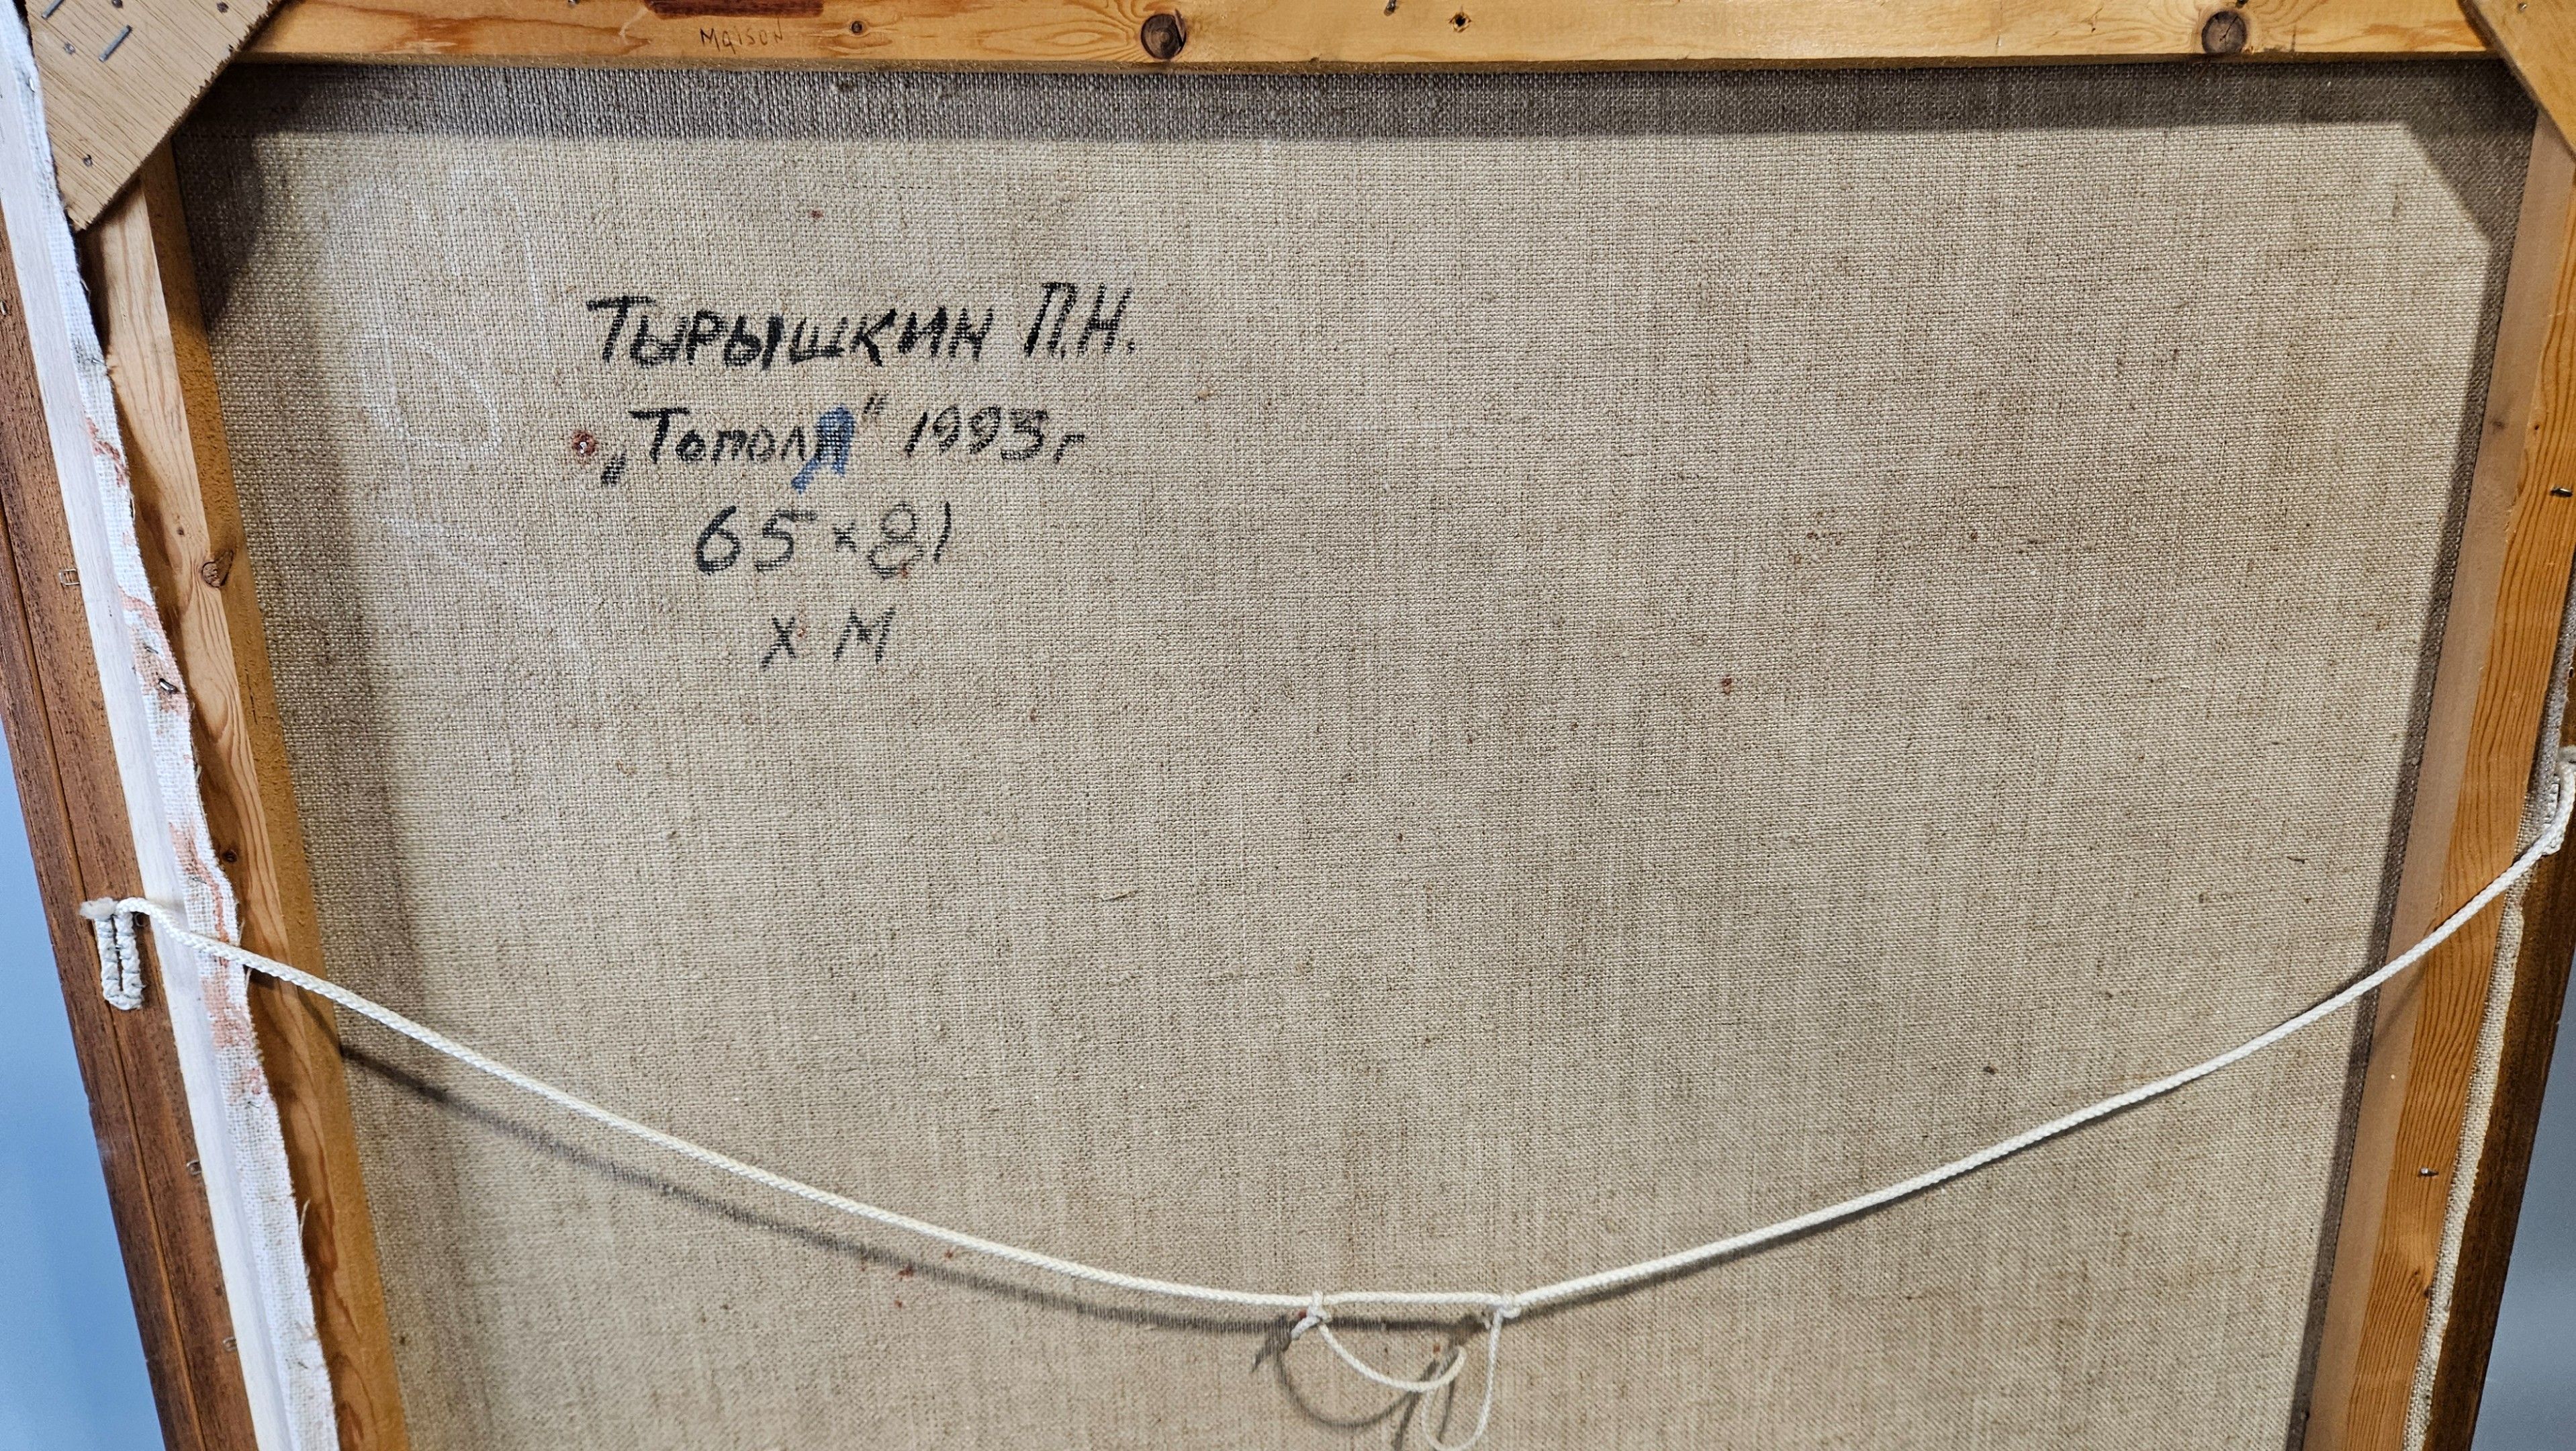 MAISON
Тырышкин П.Н.
„Тополя" 1993г
65×81
х м